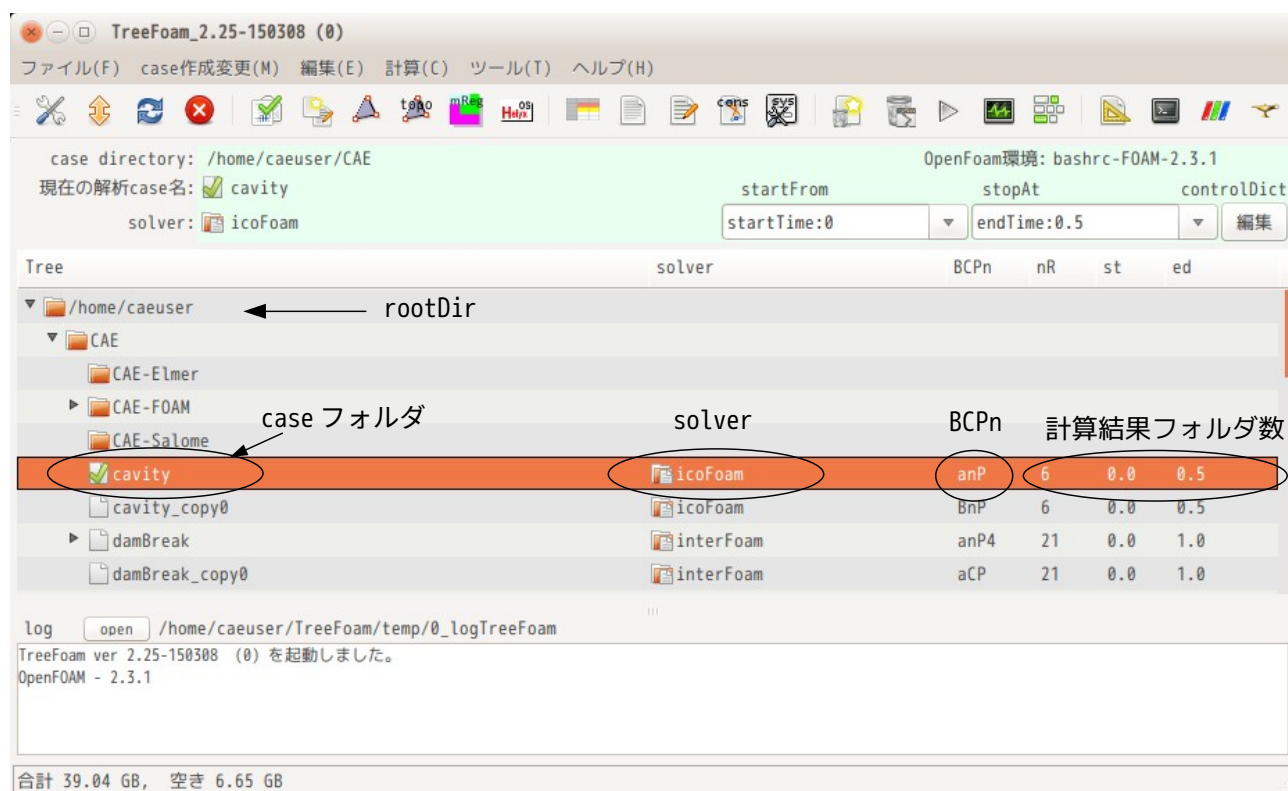 TreeFoam_2.25-150308 (0)
ファイル(F) case作成変更(M) 編集(E) 計算(C) ツール(T) ヘルプ(H)
topo mReg Helyx OS cons sys
case directory: /home/caeuser/CAE OpenFoam環境: bashrc-FOAM-2.3.1
現在の解析case名: cavity startFrom stopAt controlDict
solver: icoFoam startTime:0 endTime:0.5 編集
Tree solver BCPn nR st ed
/home/caeuser rootDir
CAE
CAE-Elmer
CAE-FOAM
case フォルダ solver BCPn 計算結果フォルダ数
CAE-Salome
cavity icoFoam anP 6 0.0 0.5
cavity_copy0 icoFoam BnP 6 0.0 0.5
damBreak interFoam anP4 21 0.0 1.0
damBreak_copy0 interFoam aCP 21 0.0 1.0
log open /home/caeuser/TreeFoam/temp/0_logTreeFoam
TreeFoam ver 2.25-150308 (0) を起動しました。
OpenFOAM - 2.3.1
合計 39.04 GB, 空き 6.65 GB